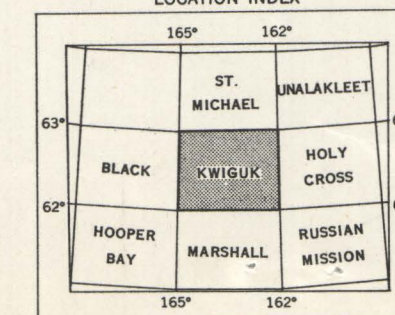 LOCATION INDEX
165° 162°
ST. MICHAEL
UNALAKLEET
63°
BLACK
KWIGUK
HOLY CROSS
62°
HOOPER BAY
MARSHALL
RUSSIAN MISSION
165° 162°